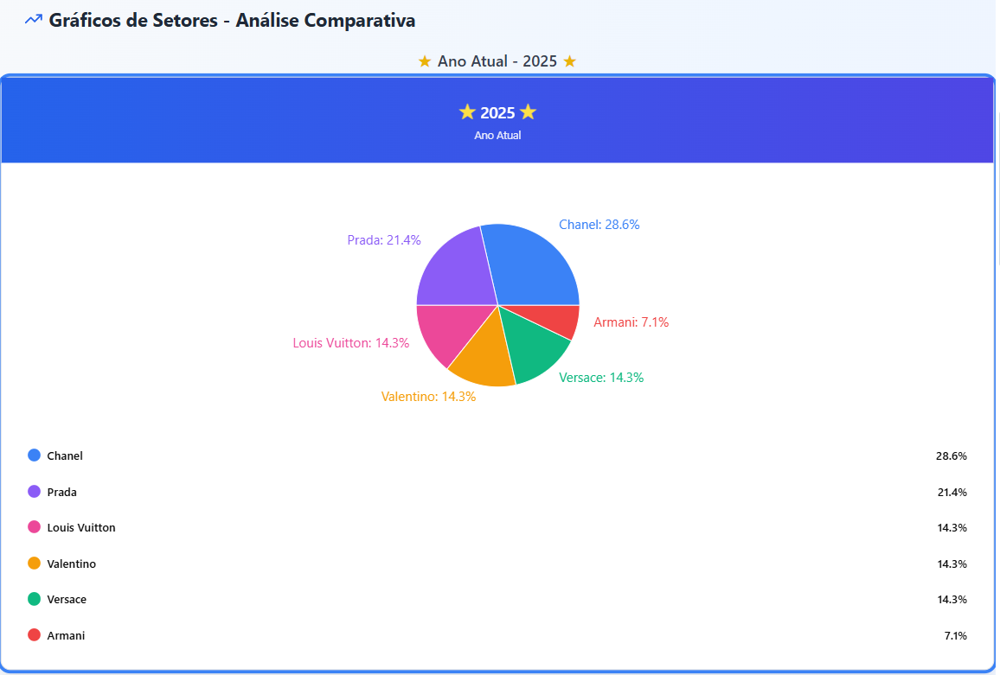 Gráficos de Setores - Análise Comparativa
Ano Atual - 2025
2025
Ano Atual
Chanel: 28.6%
Prada: 21.4%
Armani: 7.1%
Louis Vuitton: 14.3%
Versace: 14.3%
Valentino: 14.3%
Chanel 28.6%
Prada 21.4%
Louis Vuitton 14.3%
Valentino 14.3%
Versace 14.3%
Armani 7.1%